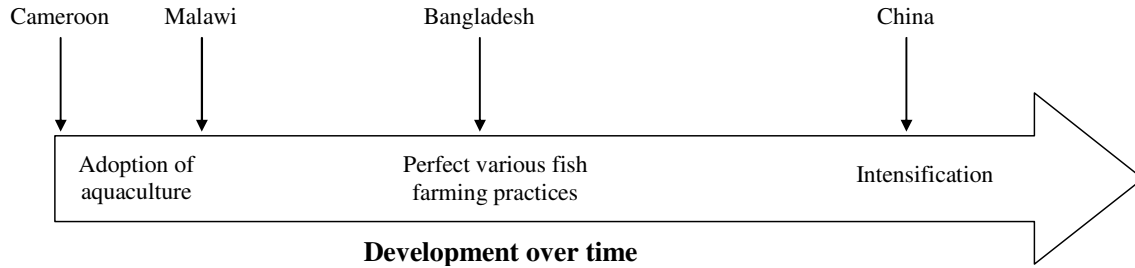 Cameroon Malawi Bangladesh China
Adoption of aquaculture
Perfect various fish farming practices
Intensification
Development over time